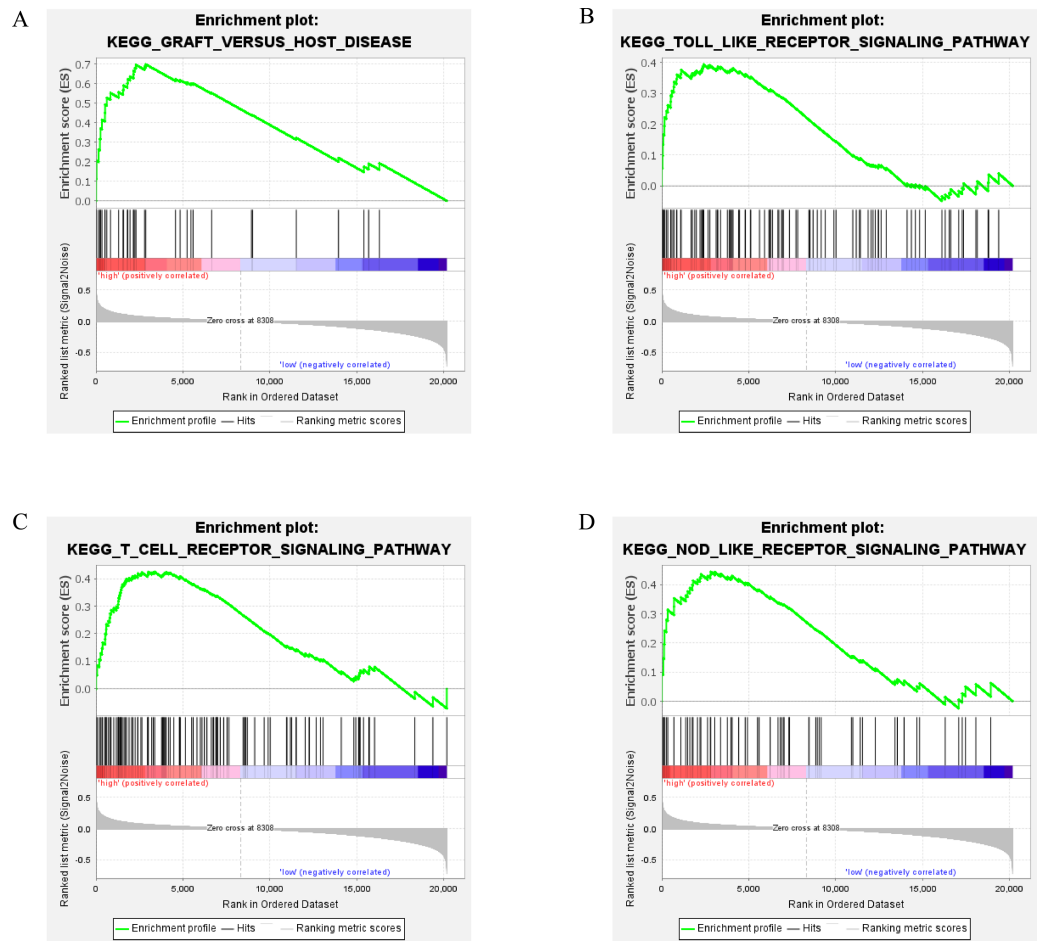 A
Enrichment plot:
KEGG_GRAFT_VERSUS_HOST_DISEASE
Enrichment score (ES)
0.7
0.6
0.5
0.4
0.3
0.2
0.1
0.0
'high' (positively correlated)
Ranked list metric (Signal2Noise)
0.5
0.0
-0.5
Zero cross at 8308
'low' (negatively correlated)
0 5,000 10,000 15,000 20,000
Rank in Ordered Dataset
Enrichment profile Hits Ranking metric scores
B
Enrichment plot:
KEGG_TOLL_LIKE_RECEPTOR_SIGNALING_PATHWAY
Enrichment score (ES)
0.4
0.3
0.2
0.1
0.0
'high' (positively correlated)
Ranked list metric (Signal2Noise)
0.5
0.0
-0.5
Zero cross at 8308
'low' (negatively correlated)
0 5,000 10,000 15,000 20,000
Rank in Ordered Dataset
Enrichment profile Hits Ranking metric scores
C
Enrichment plot:
KEGG_T_CELL_RECEPTOR_SIGNALING_PATHWAY
Enrichment score (ES)
0.4
0.3
0.2
0.1
0.0
'high' (positively correlated)
Ranked list metric (Signal2Noise)
0.5
0.0
-0.5
Zero cross at 8308
'low' (negatively correlated)
0 5,000 10,000 15,000 20,000
Rank in Ordered Dataset
Enrichment profile Hits Ranking metric scores
D
Enrichment plot:
KEGG_NOD_LIKE_RECEPTOR_SIGNALING_PATHWAY
Enrichment score (ES)
0.4
0.3
0.2
0.1
0.0
'high' (positively correlated)
Ranked list metric (Signal2Noise)
0.5
0.0
-0.5
Zero cross at 8308
'low' (negatively correlated)
0 5,000 10,000 15,000 20,000
Rank in Ordered Dataset
Enrichment profile Hits Ranking metric scores